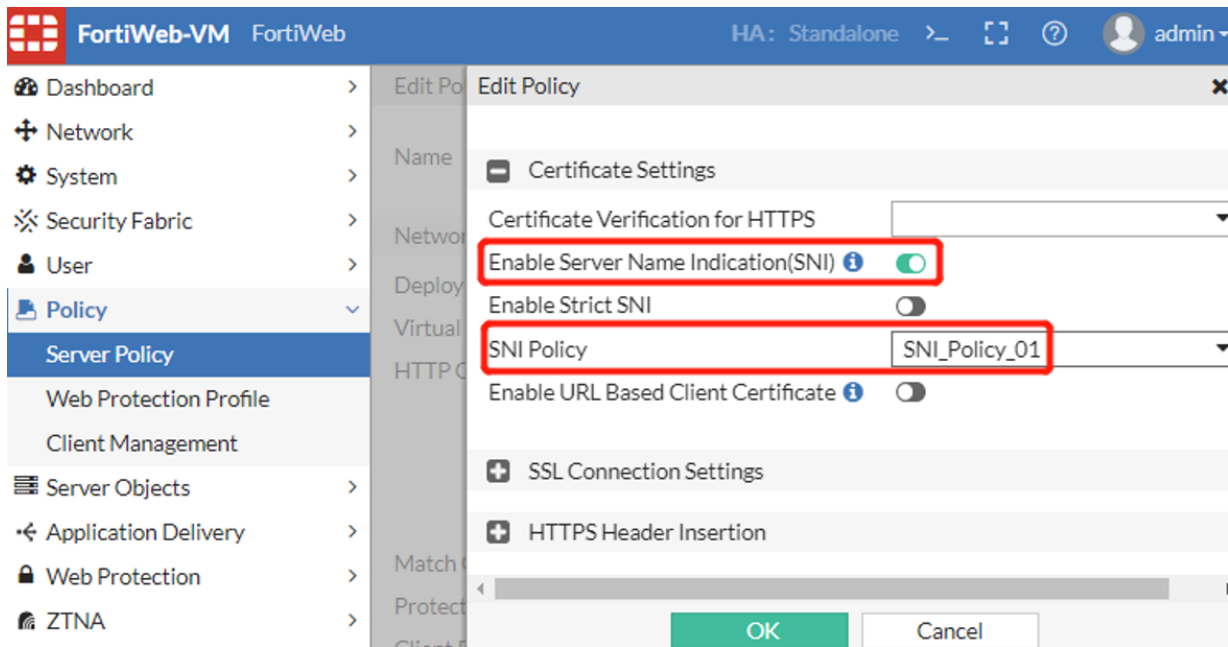 FortiWeb-VM FortiWeb HA: Standalone admin
Dashboard
Network
System
Security Fabric
User
Policy
Server Policy
Web Protection Profile
Client Management
Server Objects
Application Delivery
Web Protection
ZTNA
Edit Po
Name
Networ
Deploy
Virtual
HTTP C
Match
Protect
Edit Policy
Certificate Settings
Certificate Verification for HTTPS
Enable Server Name Indication(SNI)
Enable Strict SNI
SNI Policy SNI_Policy_01
Enable URL Based Client Certificate
SSL Connection Settings
HTTPS Header Insertion
OK Cancel